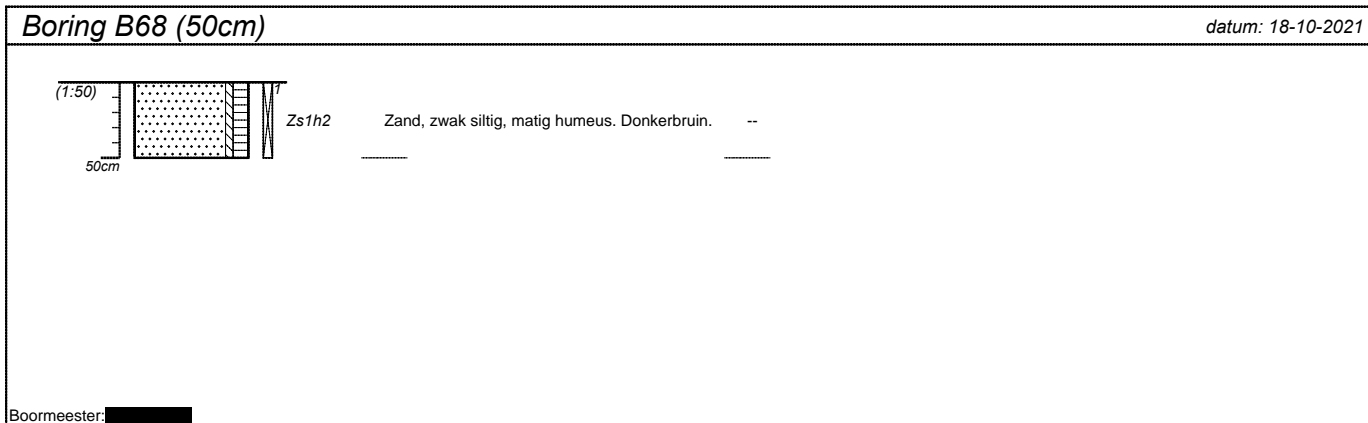 Boring B68 (50cm) datum: 18-10-2021
(1:50) 1
Zs1h2 Zand, zwak siltig, matig humeus. Donkerbruin. --
50cm
Boormeester: